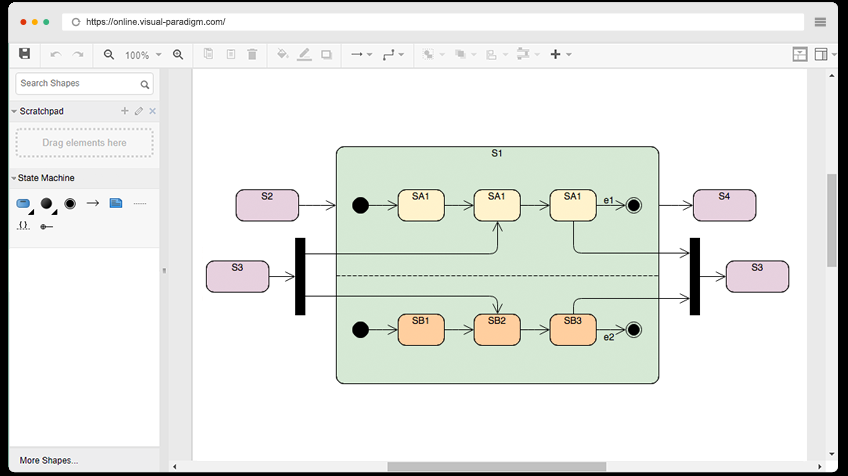 https://online.visual-paradigm.com/
100%
Search Shapes
Scratchpad
Drag elements here
State Machine
{}
More Shapes...
S1
S2
SA1
SA1
SA1
e1
S4
S3
S3
SB1
SB2
SB3
e2